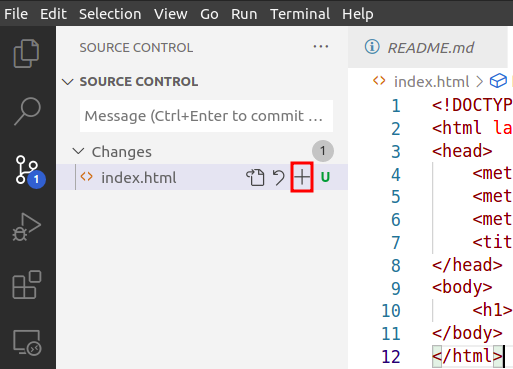 File Edit Selection View Go Run Terminal Help
SOURCE CONTROL ...
SOURCE CONTROL
Message (Ctrl+Enter to commit ...
Changes 1
index.html U
1
README.md
index.html >
1 <!DOCTYP
2 <html la
3 <head>
4 <met
5 <met
6 <met
7 <tit
8 </head>
9 <body>
10 <h1>
11 </body>
12 </html>